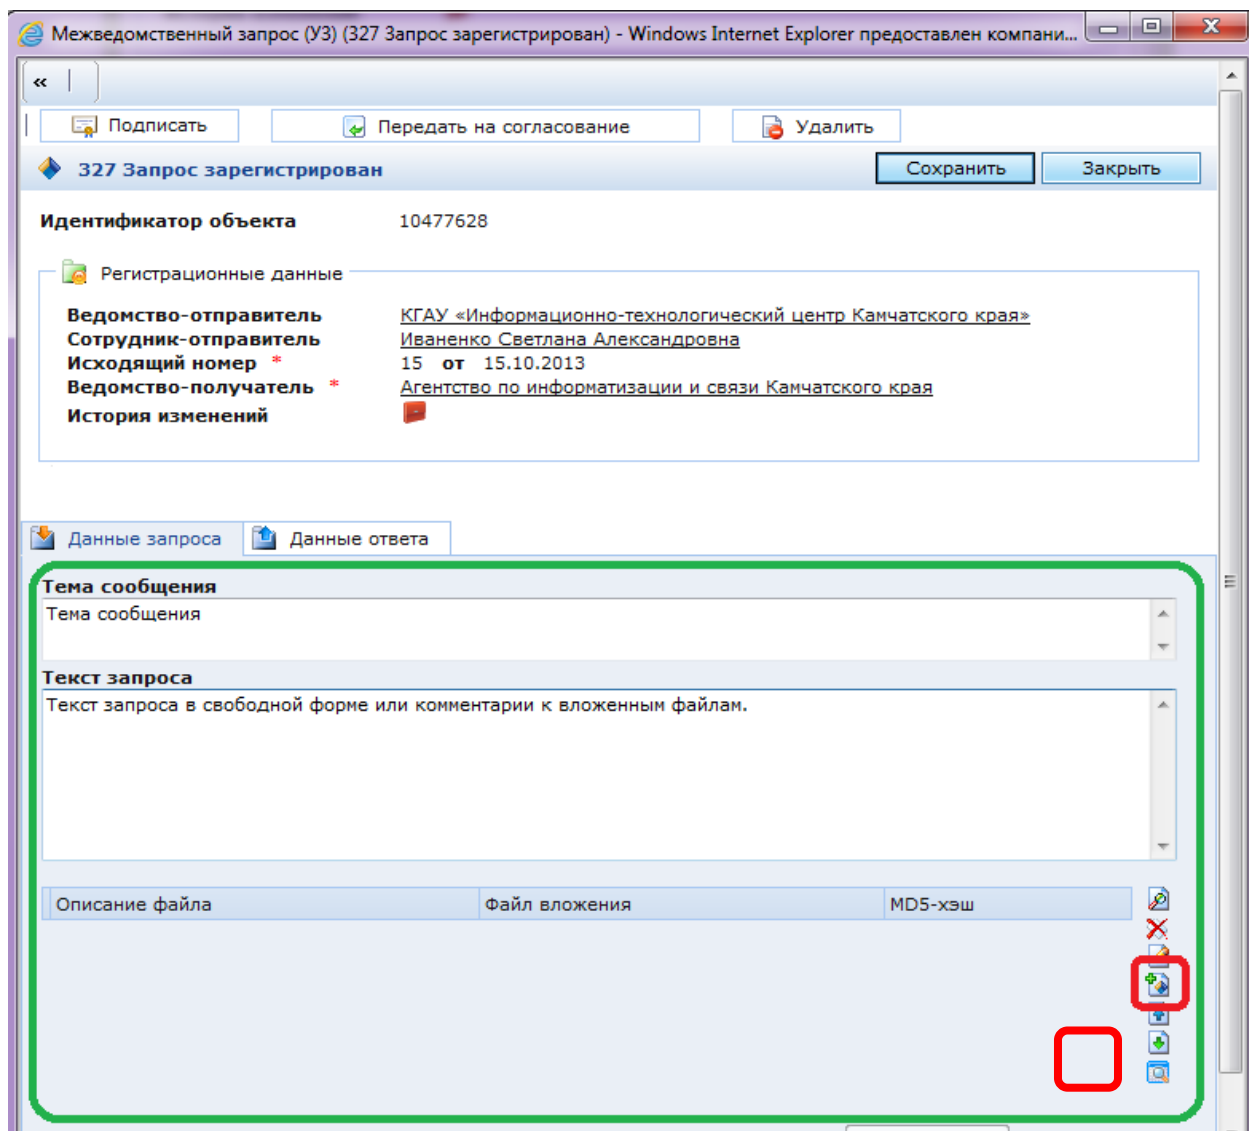 Межведомственный запрос (УЗ) (327 Запрос зарегистрирован) - Windows Internet Explorer предоставлен компани...
«
Подписать Передать на согласование Удалить
327 Запрос зарегистрирован Сохранить Закрыть
Идентификатор объекта 10477628
Регистрационные данные
Ведомство-отправитель КГАУ «Информационно-технологический центр Камчатского края»
Сотрудник-отправитель Иваненко Светлана Александровна
Исходящий номер * 15 от 15.10.2013
Ведомство-получатель * Агентство по информатизации и связи Камчатского края
История изменений
Данные запроса Данные ответа
Тема сообщения
Тема сообщения
Текст запроса
Текст запроса в свободной форме или комментарии к вложенным файлам.
Описание файла Файл вложения MD5-хэш